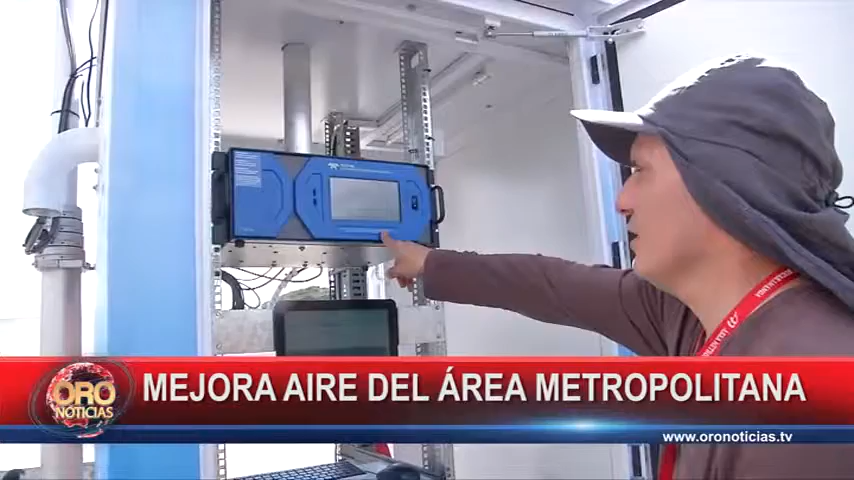 ORO
NOTICIAS
MEJORA AIRE DEL ÁREA METROPOLITANA
www.oronoticias.tv